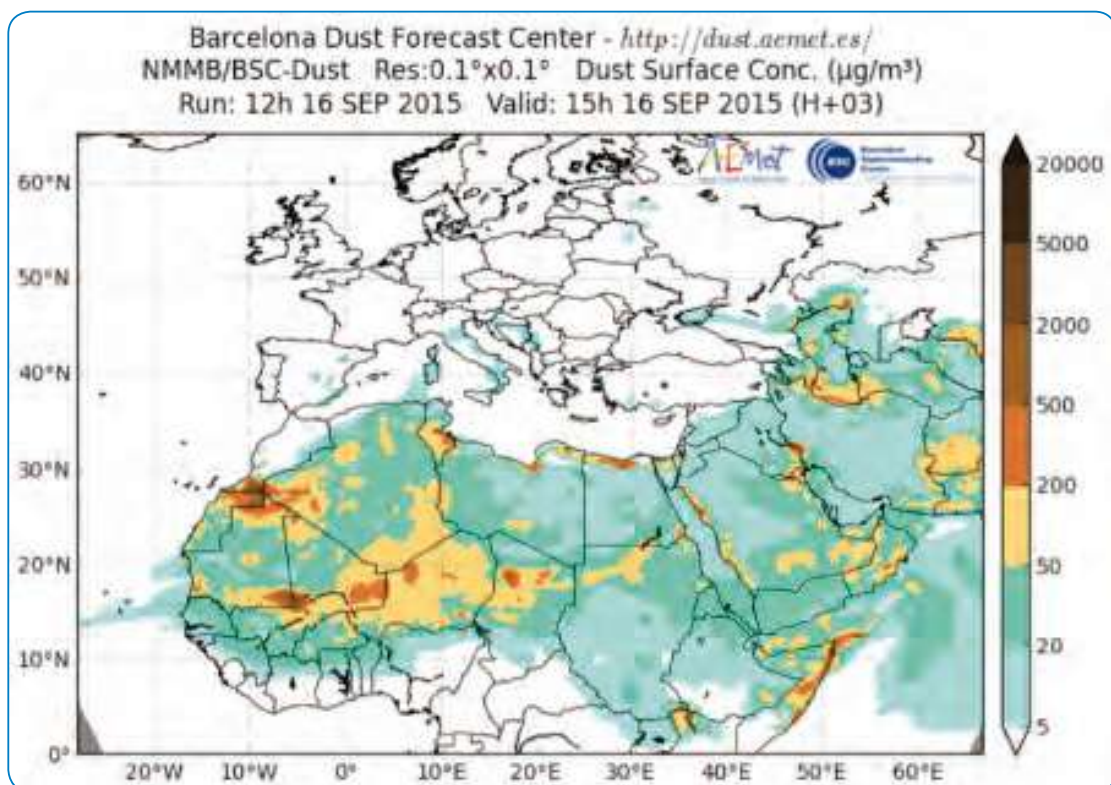 Barcelona Dust Forecast Center - http://dust.aemet.es/
NMMB/BSC-Dust Res:0.1°x0.1° Dust Surface Conc. (µg/m³)
Run: 12h 16 SEP 2015 Valid: 15h 16 SEP 2015 (H+03)
AEMet
BSC
60°N
50°N
40°N
30°N
20°N
10°N
0°
20°W 10°W 0° 10°E 20°E 30°E 40°E 50°E 60°E
20000
5000
2000
500
200
50
20
5